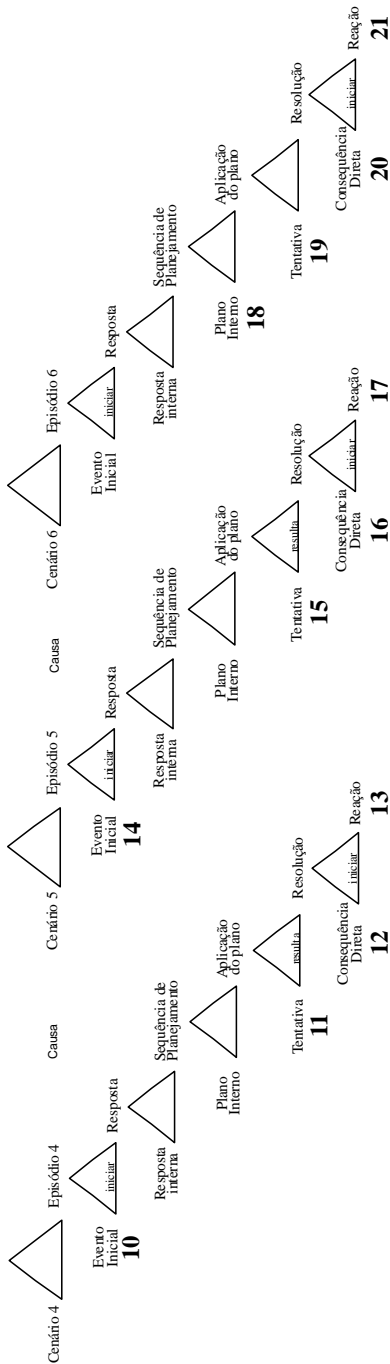 Cenário 4
Episódio 4
iniciar
Evento
Inicial
10
Resposta
Resposta
interna
Sequência de
Planejamento
Plano
Interno
Aplicação
do plano
resulta
Tentativa
11
Resolução
iniciar
Consequência
Direta
12
Reação
13
Causa
Cenário 5
Episódio 5
iniciar
Evento
Inicial
14
Resposta
Resposta
interna
Sequência de
Planejamento
Plano
Interno
Aplicação
do plano
resulta
Tentativa
15
Resolução
iniciar
Consequência
Direta
16
Reação
17
Causa
Cenário 6
Episódio 6
iniciar
Evento
Inicial
Resposta
Resposta
interna
Sequência de
Planejamento
Plano
Interno
18
Aplicação
do plano
Tentativa
19
Resolução
iniciar
Consequência
Direta
20
Reação
21